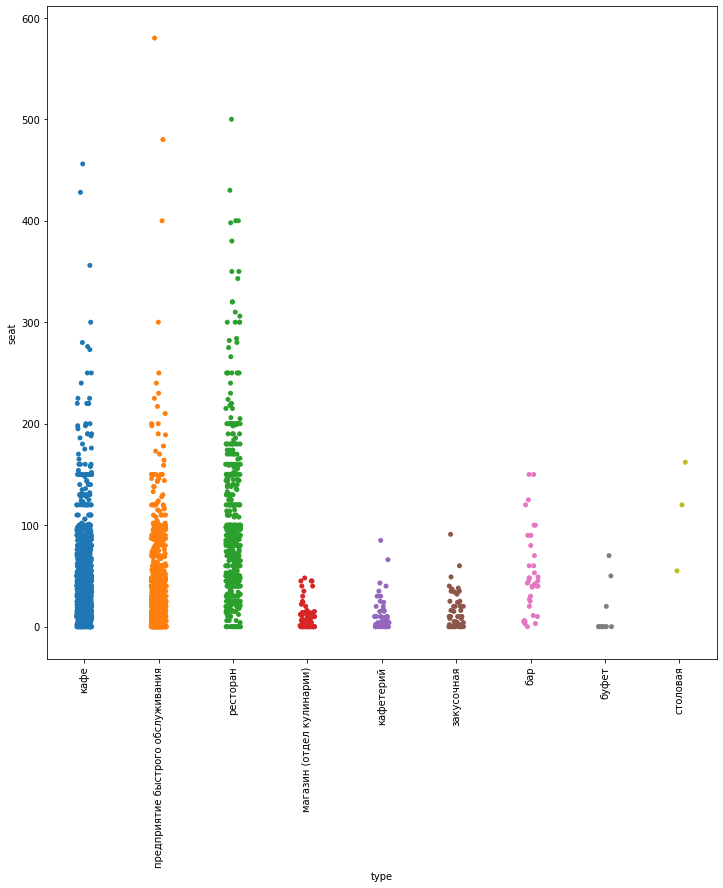 600
500
400
300
200
100
0
seat
кафе
предприятие быстрого обслуживания
ресторан
магазин (отдел кулинарии)
кафетерий
закусочная
бар
буфет
столовая
type